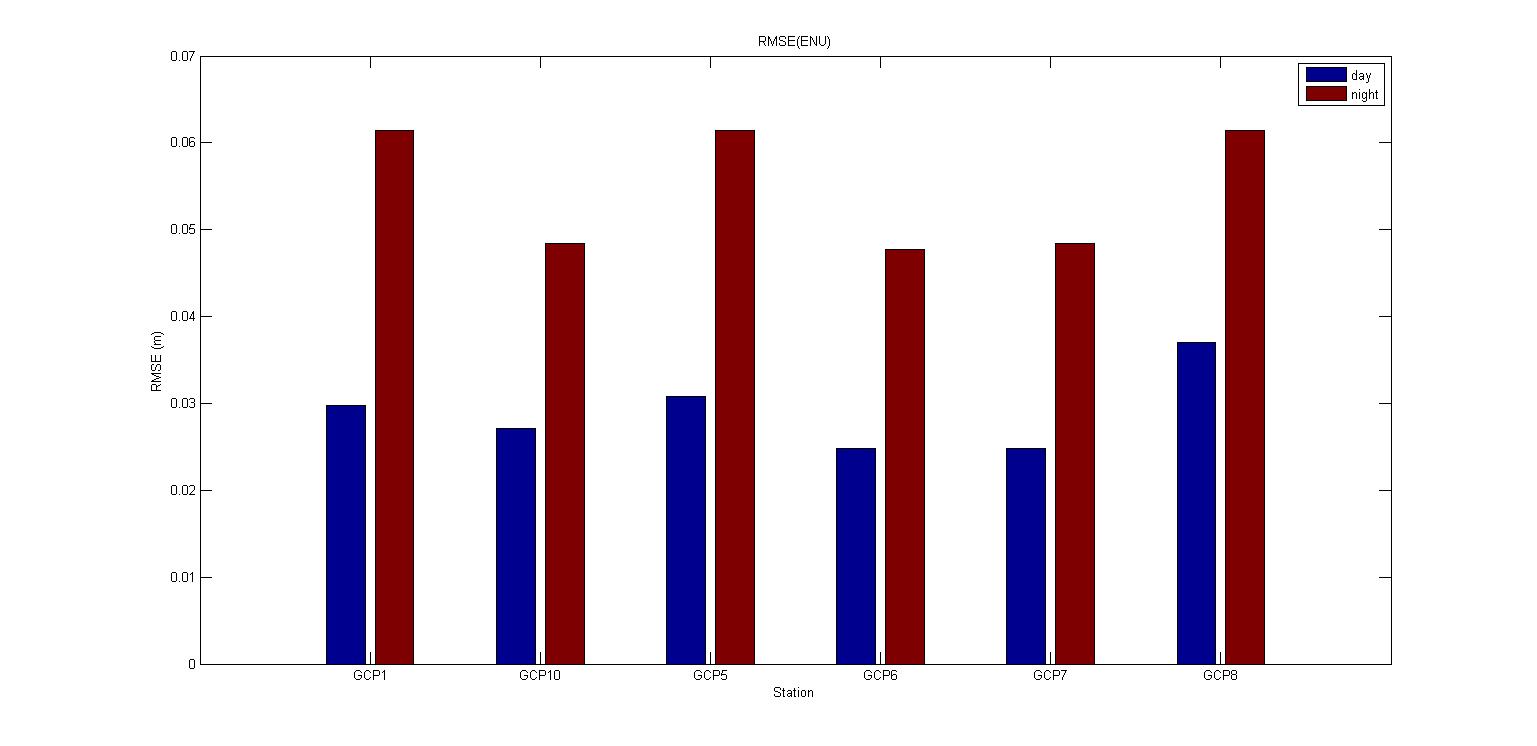 RMSE(ENU)
0.07
0.06
0.05
0.04
0.03
0.02
0.01
0
RMSE (m)
day
night
GCP1 GCP10 GCP5 GCP6 GCP7 GCP8
Station